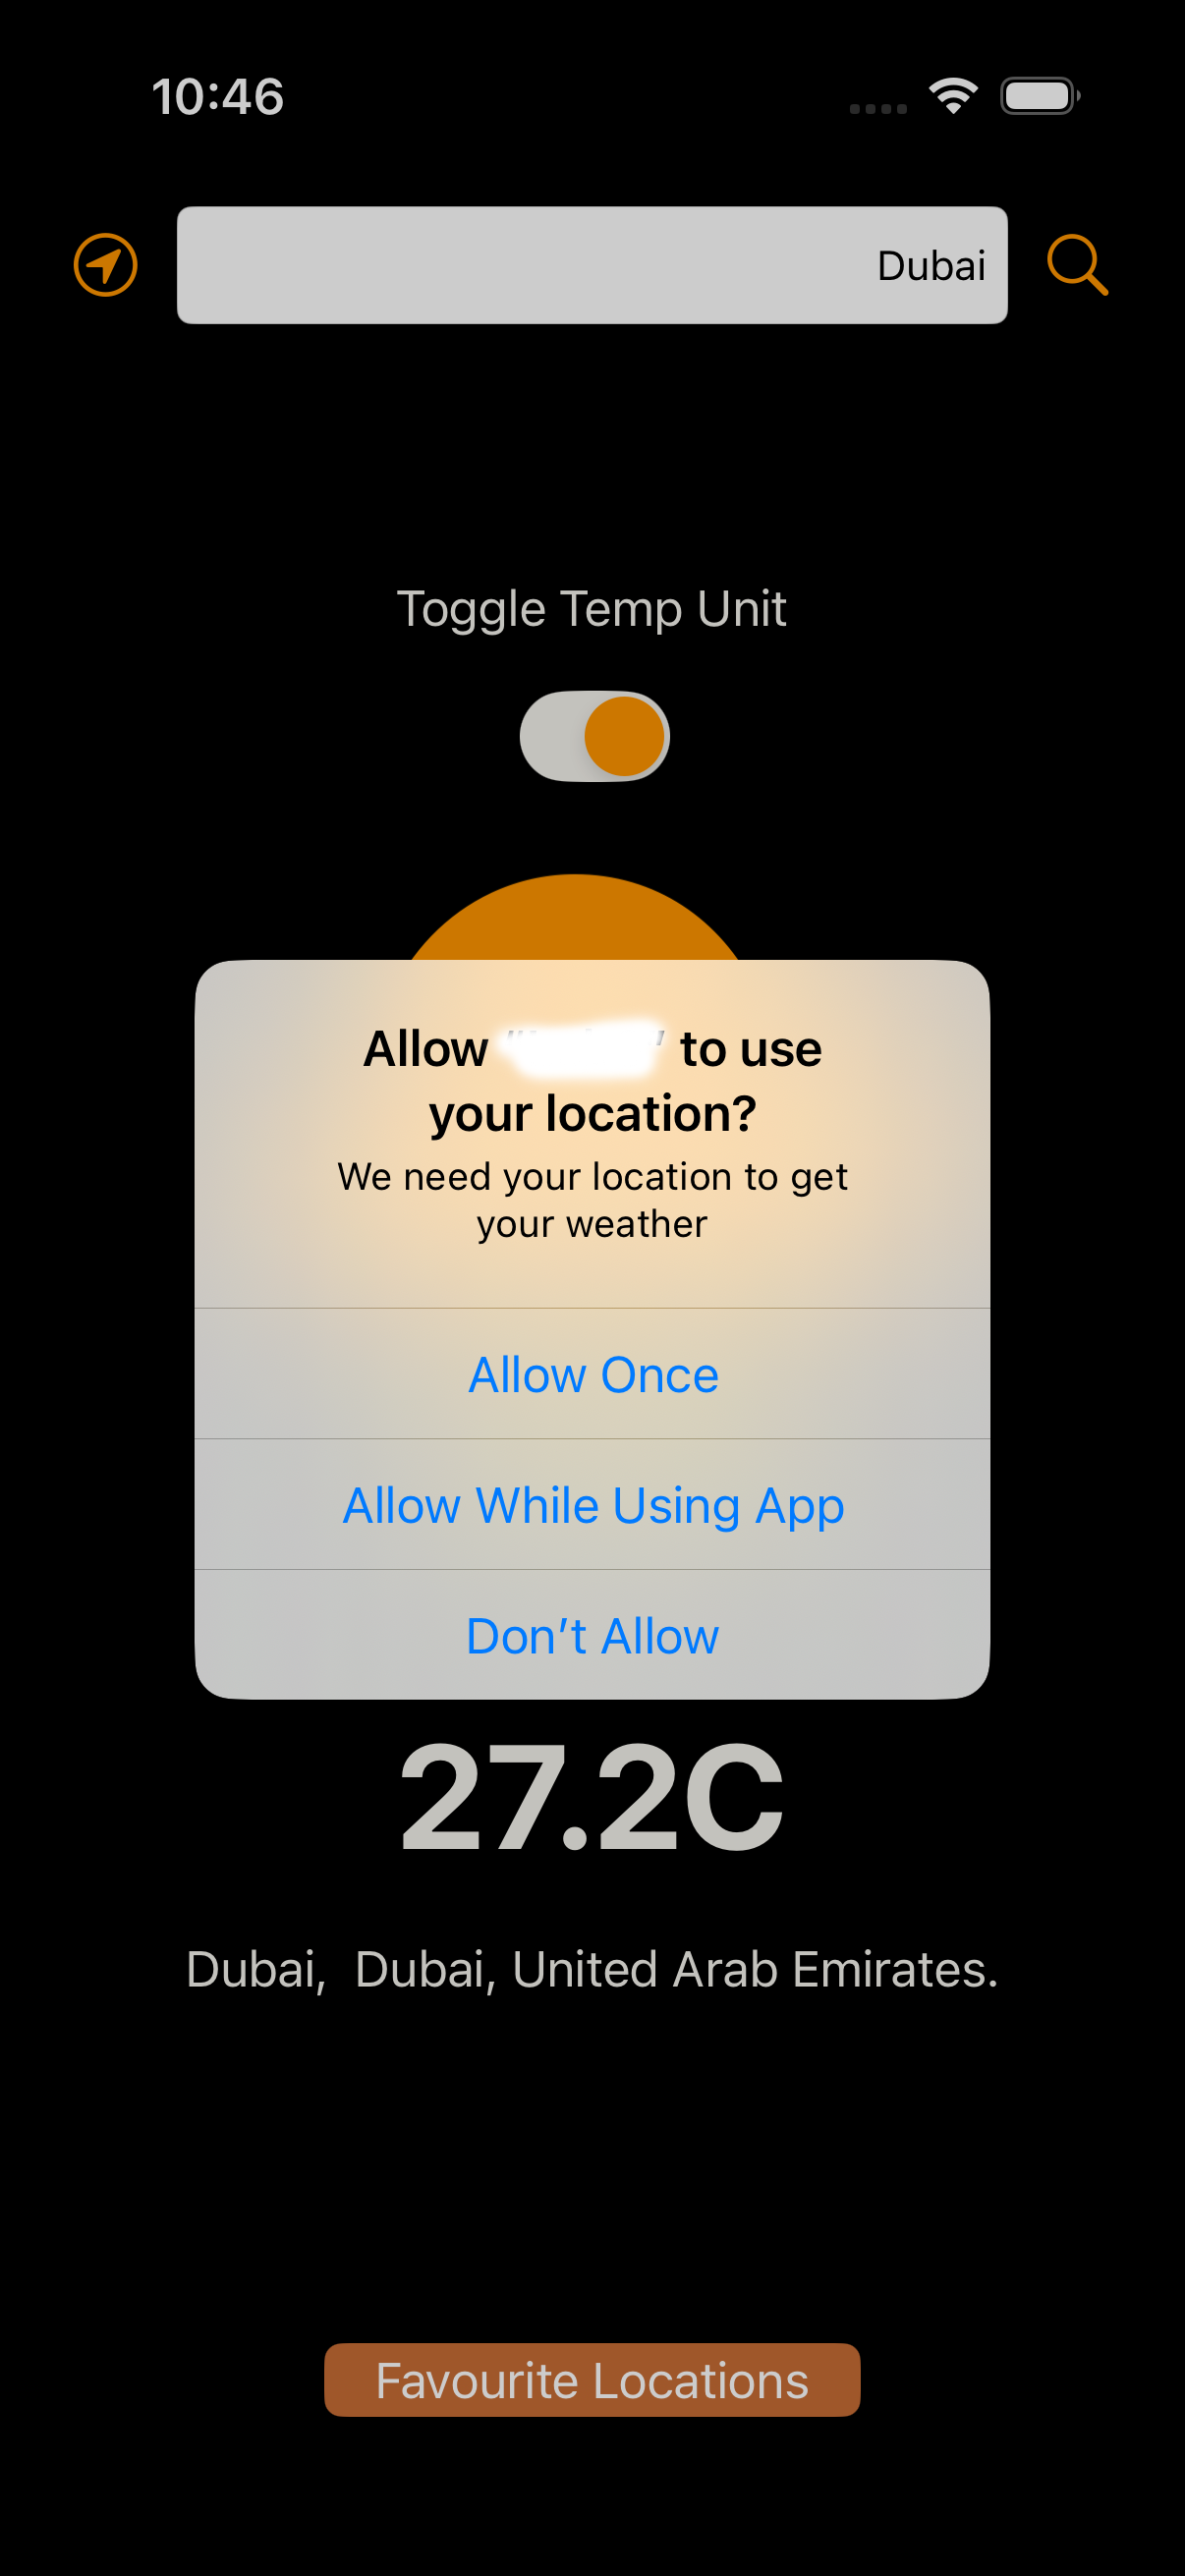 10:46
Dubai
Toggle Temp Unit
Allow to use
your location?
We need your location to get
your weather
Allow Once
Allow While Using App
Don't Allow
27.2C
Dubai,  Dubai, United Arab Emirates.
Favourite Locations